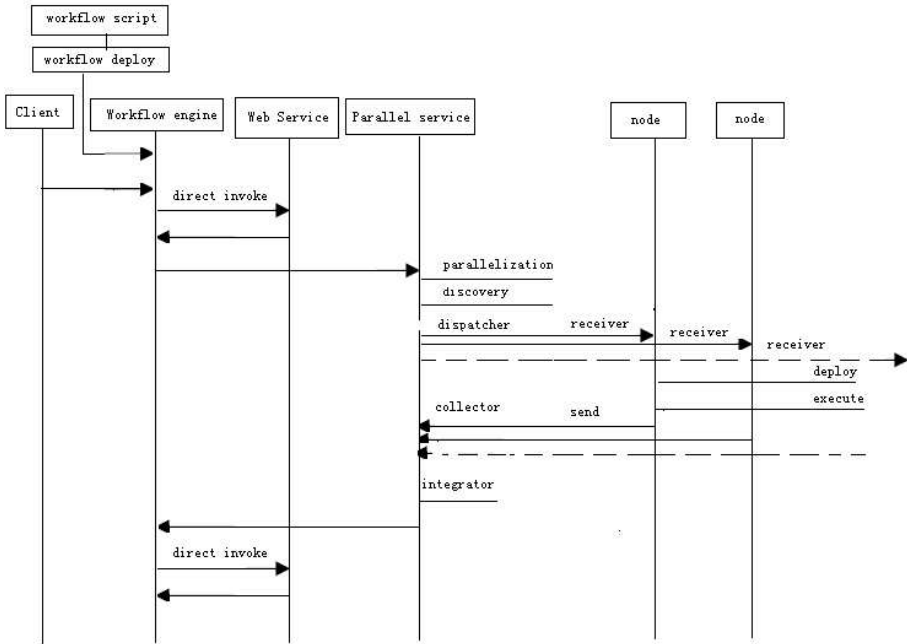 workflow script
workflow deploy
Client
Workflow engine
Web Service
Parallel service
node
node
direct invoke
parallelization
discovery
dispatcher
receiver
receiver
receiver
deploy
execute
collector
send
integrator
direct invoke